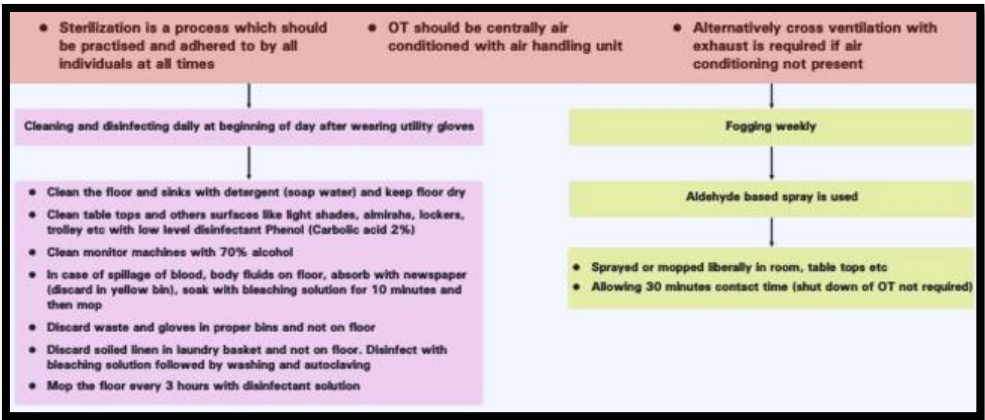 • Sterilization is a process which should
be practised and adhered to by all
individuals at all times
• OT should be centrally air
conditioned with air handling unit
• Alternatively cross ventilation with
exhaust is required if air
conditioning not present
Cleaning and disinfecting daily at beginning of day after wearing utility gloves
• Clean the floor and sinks with detergent (soap water) and keep floor dry
• Clean table tops and others surfaces like light shades, almirahs, lockers,
trolley etc with low level disinfectant Phenol (Carbolic acid 2%)
• Clean monitor machines with 70% alcohol
• In case of spillage of blood, body fluids on floor, absorb with newspaper
(discard in yellow bin), soak with bleaching solution for 10 minutes and
then mop
• Discard waste and gloves in proper bins and not on floor
• Discard soiled linen in laundry basket and not on floor. Disinfect with
bleaching solution followed by washing and autoclaving
• Mop the floor every 3 hours with disinfectant solution
Fogging weekly
Aldehyde based spray is used
• Sprayed or mopped liberally in room, table tops etc
• Allowing 30 minutes contact time (shut down of OT not required)